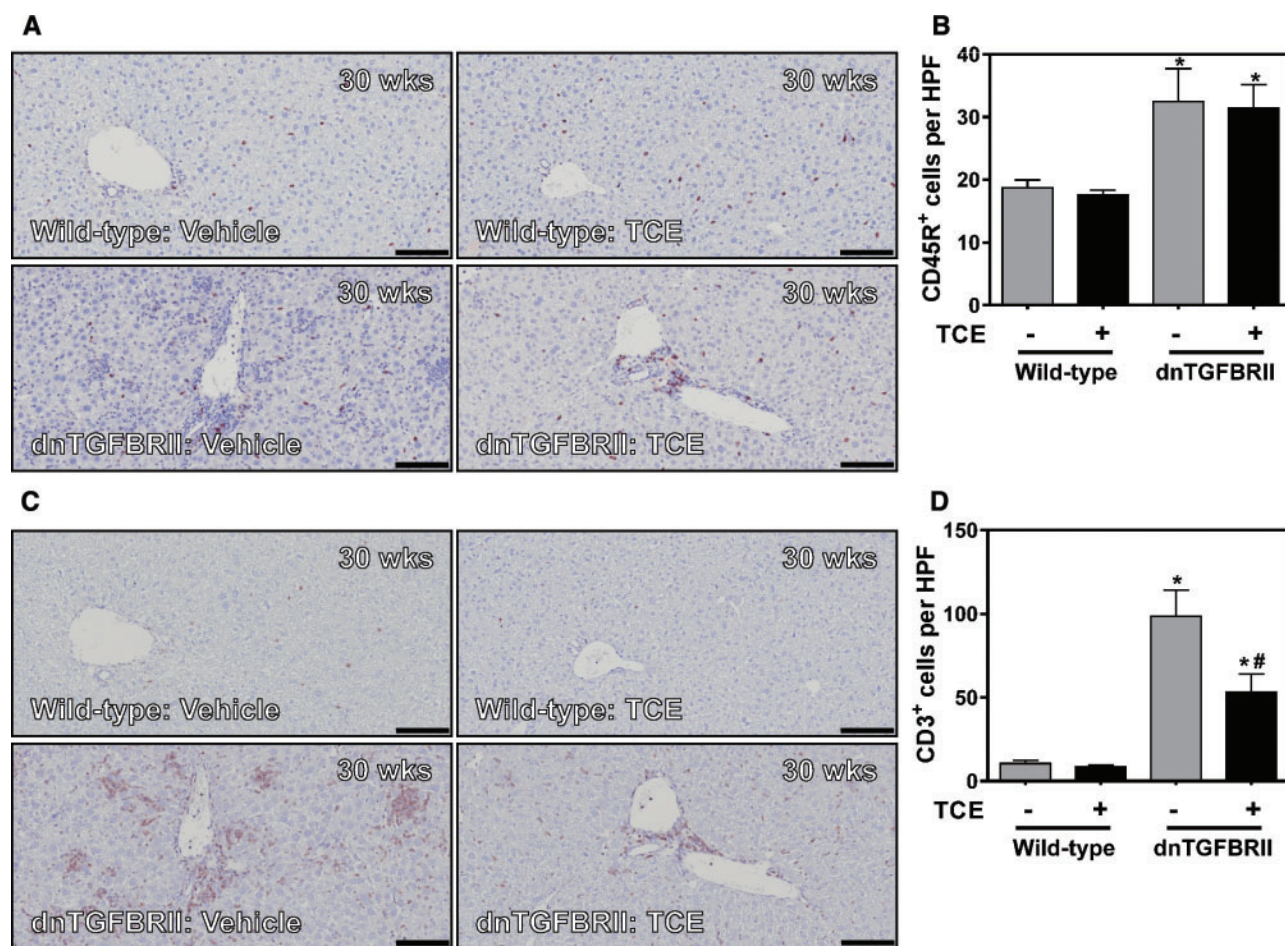 A
30 wks
30 wks
Wild-type: Vehicle
Wild-type: TCE
30 wks
30 wks
dnTGFBRII: Vehicle
dnTGFBRII: TCE
B
CD45R+ cells per HPF
40
30
20
10
0
* *
TCE - + - +
Wild-type dnTGFBRII
C
30 wks
30 wks
Wild-type: Vehicle
Wild-type: TCE
30 wks
30 wks
dnTGFBRII: Vehicle
dnTGFBRII: TCE
D
CD3+ cells per HPF
150
100
50
0
*
*#
TCE - + - +
Wild-type dnTGFBRII